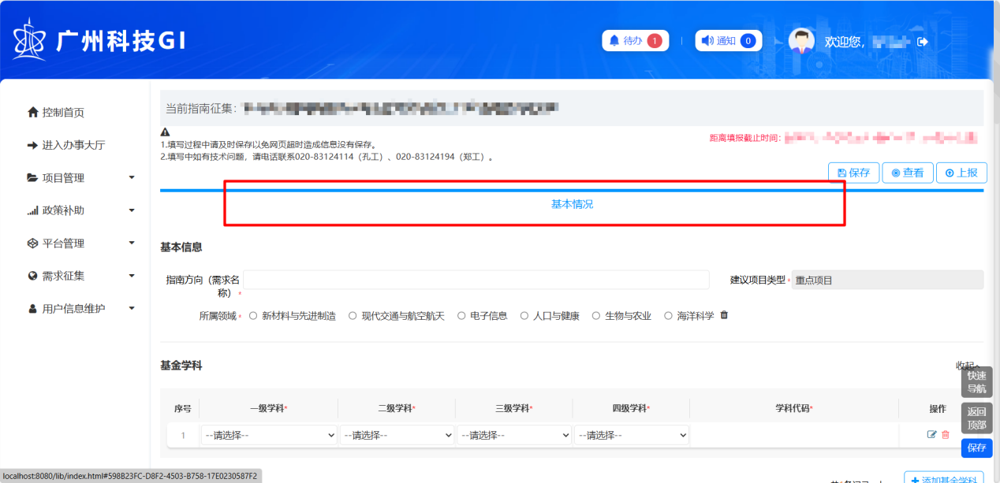 广州科技GI
待办 1
通知 0
欢迎您,
控制首页
进入办事大厅
项目管理
政策补助
平台管理
需求征集
用户信息维护
当前指南征集：
1.填写过程中请及时保存以免网页超时造成信息没有保存。
2.填写中如有技术问题，请电话联系020-83124114（孔工）、020-83124194（郑工）。
距离填报截止时间：
保存 查看 上报
基本情况
基本信息
指南方向（需求名称）*
建议项目类型* 重点项目
所属领域* 新材料与先进制造 现代交通与航空航天 电子信息 人口与健康 生物与农业 海洋科学
基金学科
收起
快速导航
序号 一级学科* 二级学科* 三级学科* 四级学科* 学科代码* 操作
1 --请选择-- --请选择-- --请选择-- --请选择--
返回顶部
保存
localhost:8080/lib/index.html#598B23FC-D8F2-4503-B758-17E0230587F2
添加基金学科